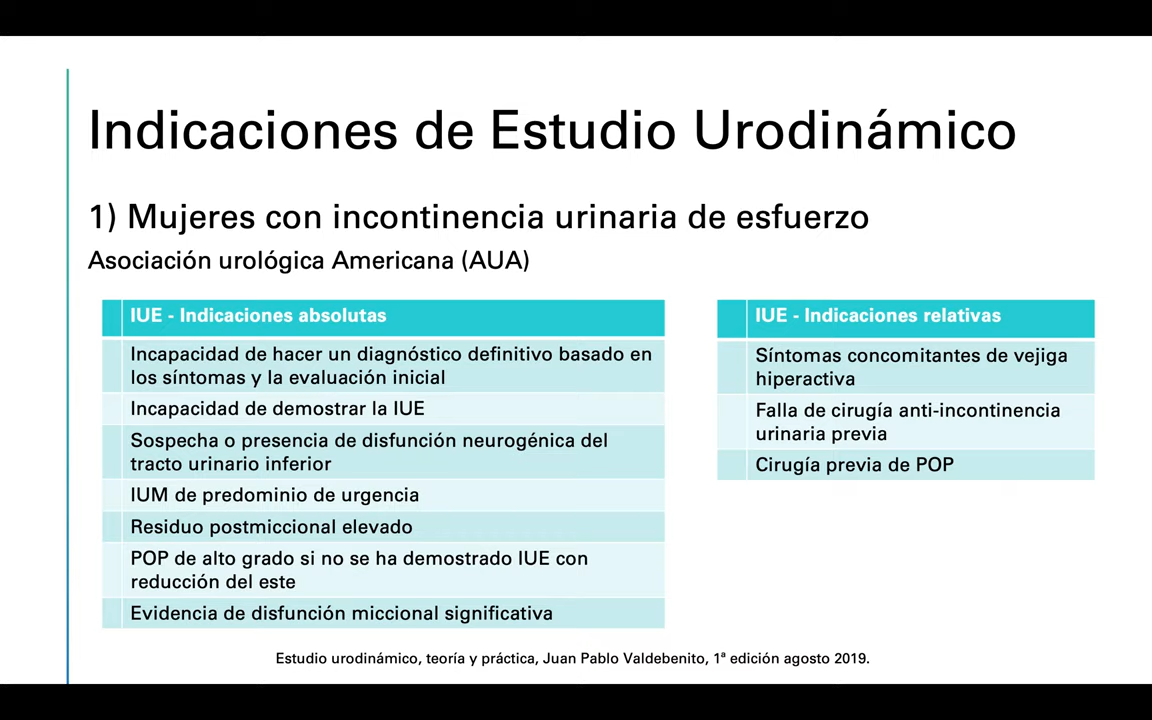 Indicaciones de Estudio Urodinámico
1) Mujeres con incontinencia urinaria de esfuerzo
Asociación urológica Americana (AUA)
IUE - Indicaciones absolutas
Incapacidad de hacer un diagnóstico definitivo basado en
los síntomas y la evaluación inicial
Incapacidad de demostrar la IUE
Sospecha o presencia de disfunción neurogénica del
tracto urinario inferior
IUM de predominio de urgencia
Residuo postmiccional elevado
POP de alto grado si no se ha demostrado IUE con
reducción del este
Evidencia de disfunción miccional significativa
IUE - Indicaciones relativas
Síntomas concomitantes de vejiga
hiperactiva
Falla de cirugía anti-incontinencia
urinaria previa
Cirugía previa de POP
Estudio urodinámico, teoría y práctica, Juan Pablo Valdebenito, 1ª edición agosto 2019.